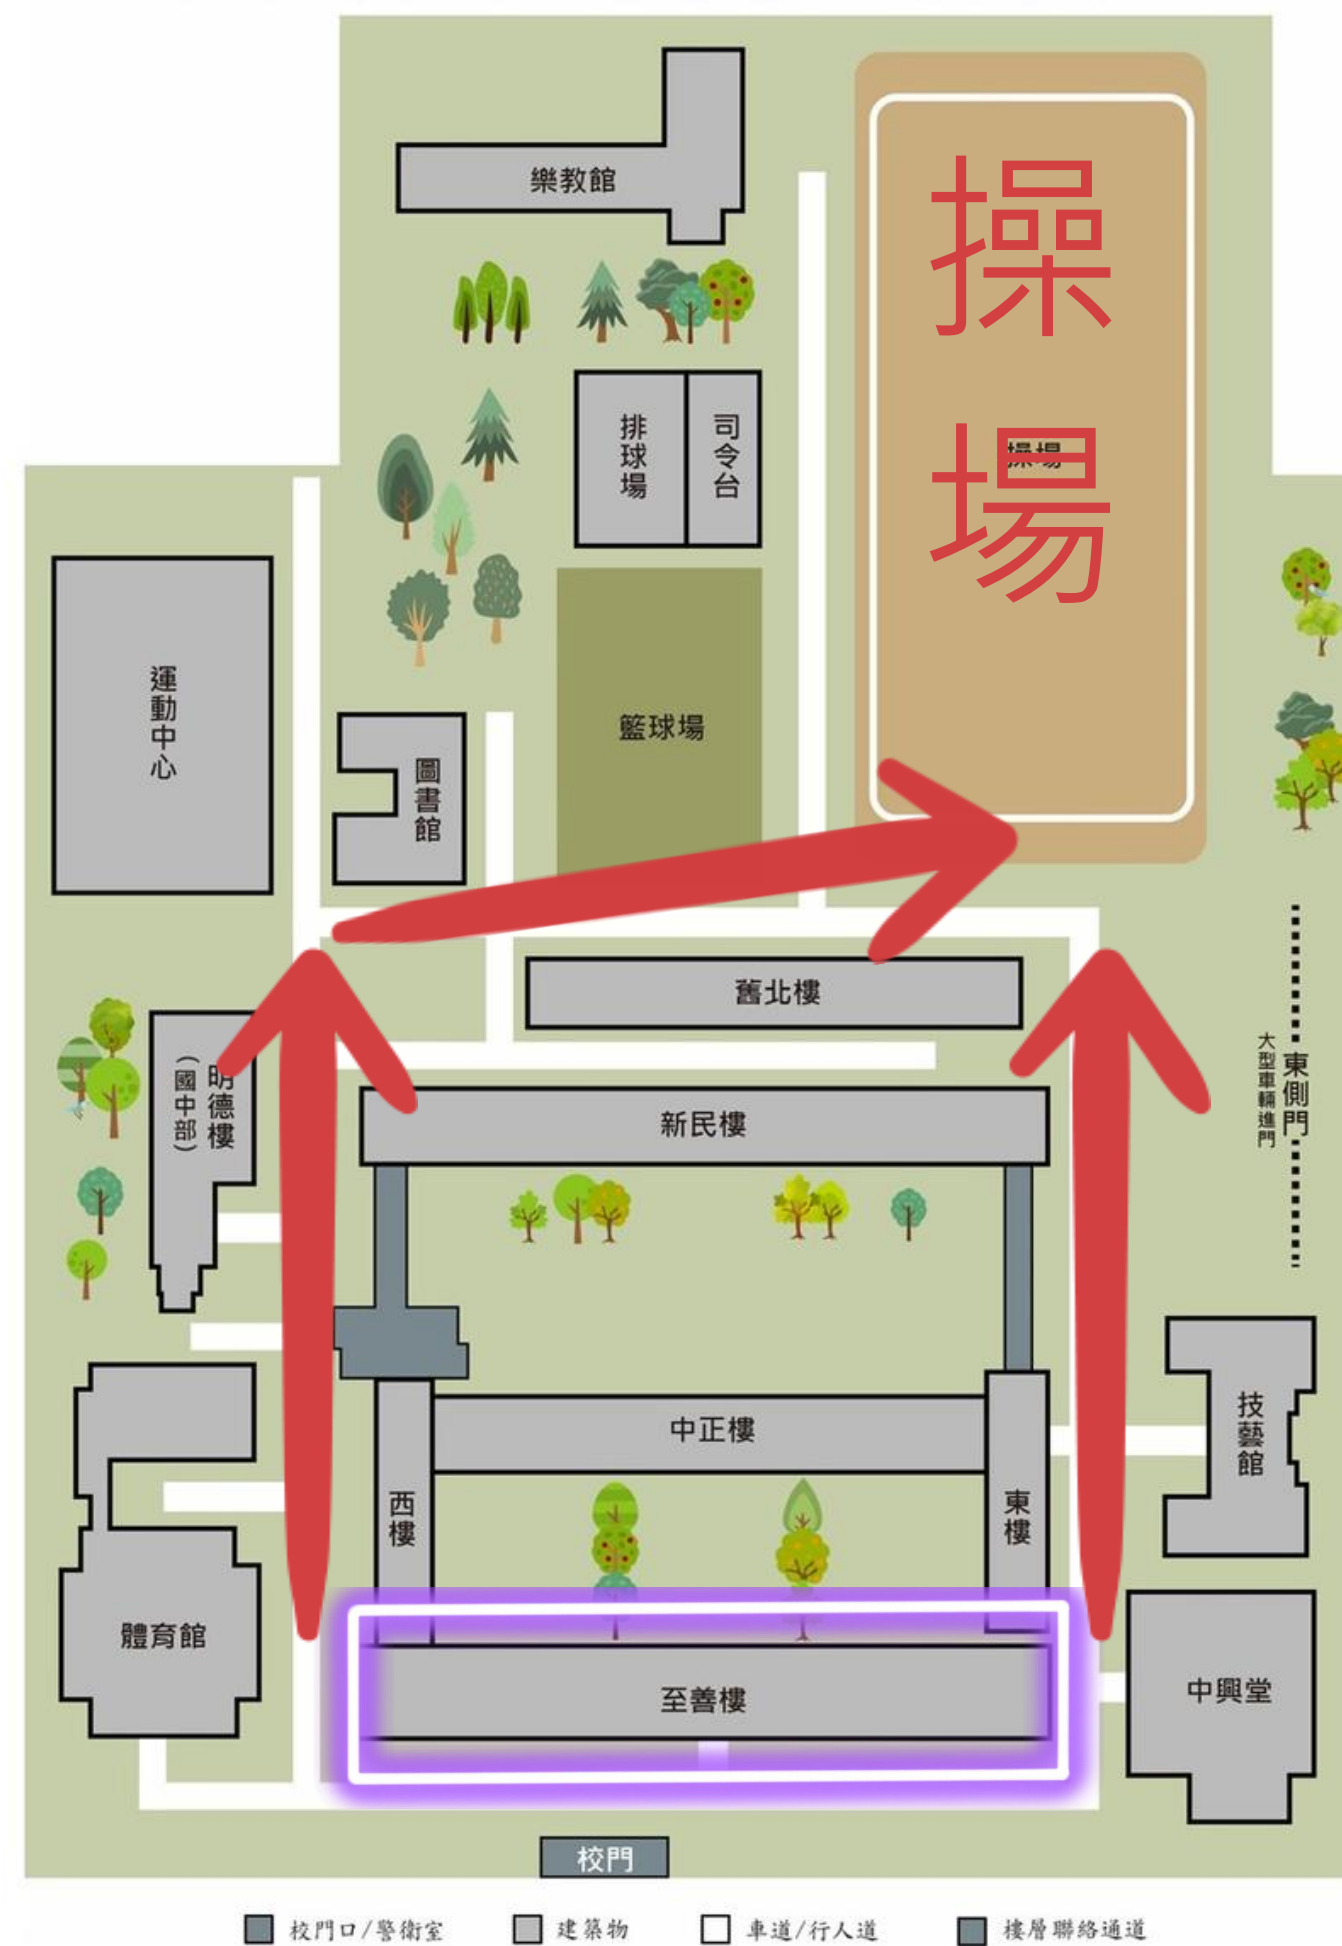 樂教館
操場
排球場
司令台
操場
運動中心
圖書館
籃球場
舊北樓
明德樓
(國中部)
新民樓
東側門
大型車輛進門
中正樓
西樓
東樓
技藝館
體育館
至善樓
中興堂
校門
校門口/警衛室
建築物
車道/行人道
樓層聯絡通道